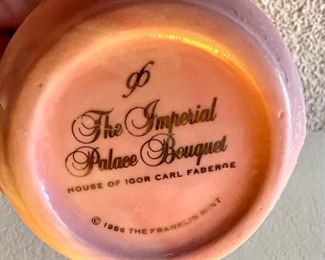 The Imperial
Palace Bouquet
HOUSE OF IGOR CARL FABERGE
© 1986 THE FRANKLIN MINT